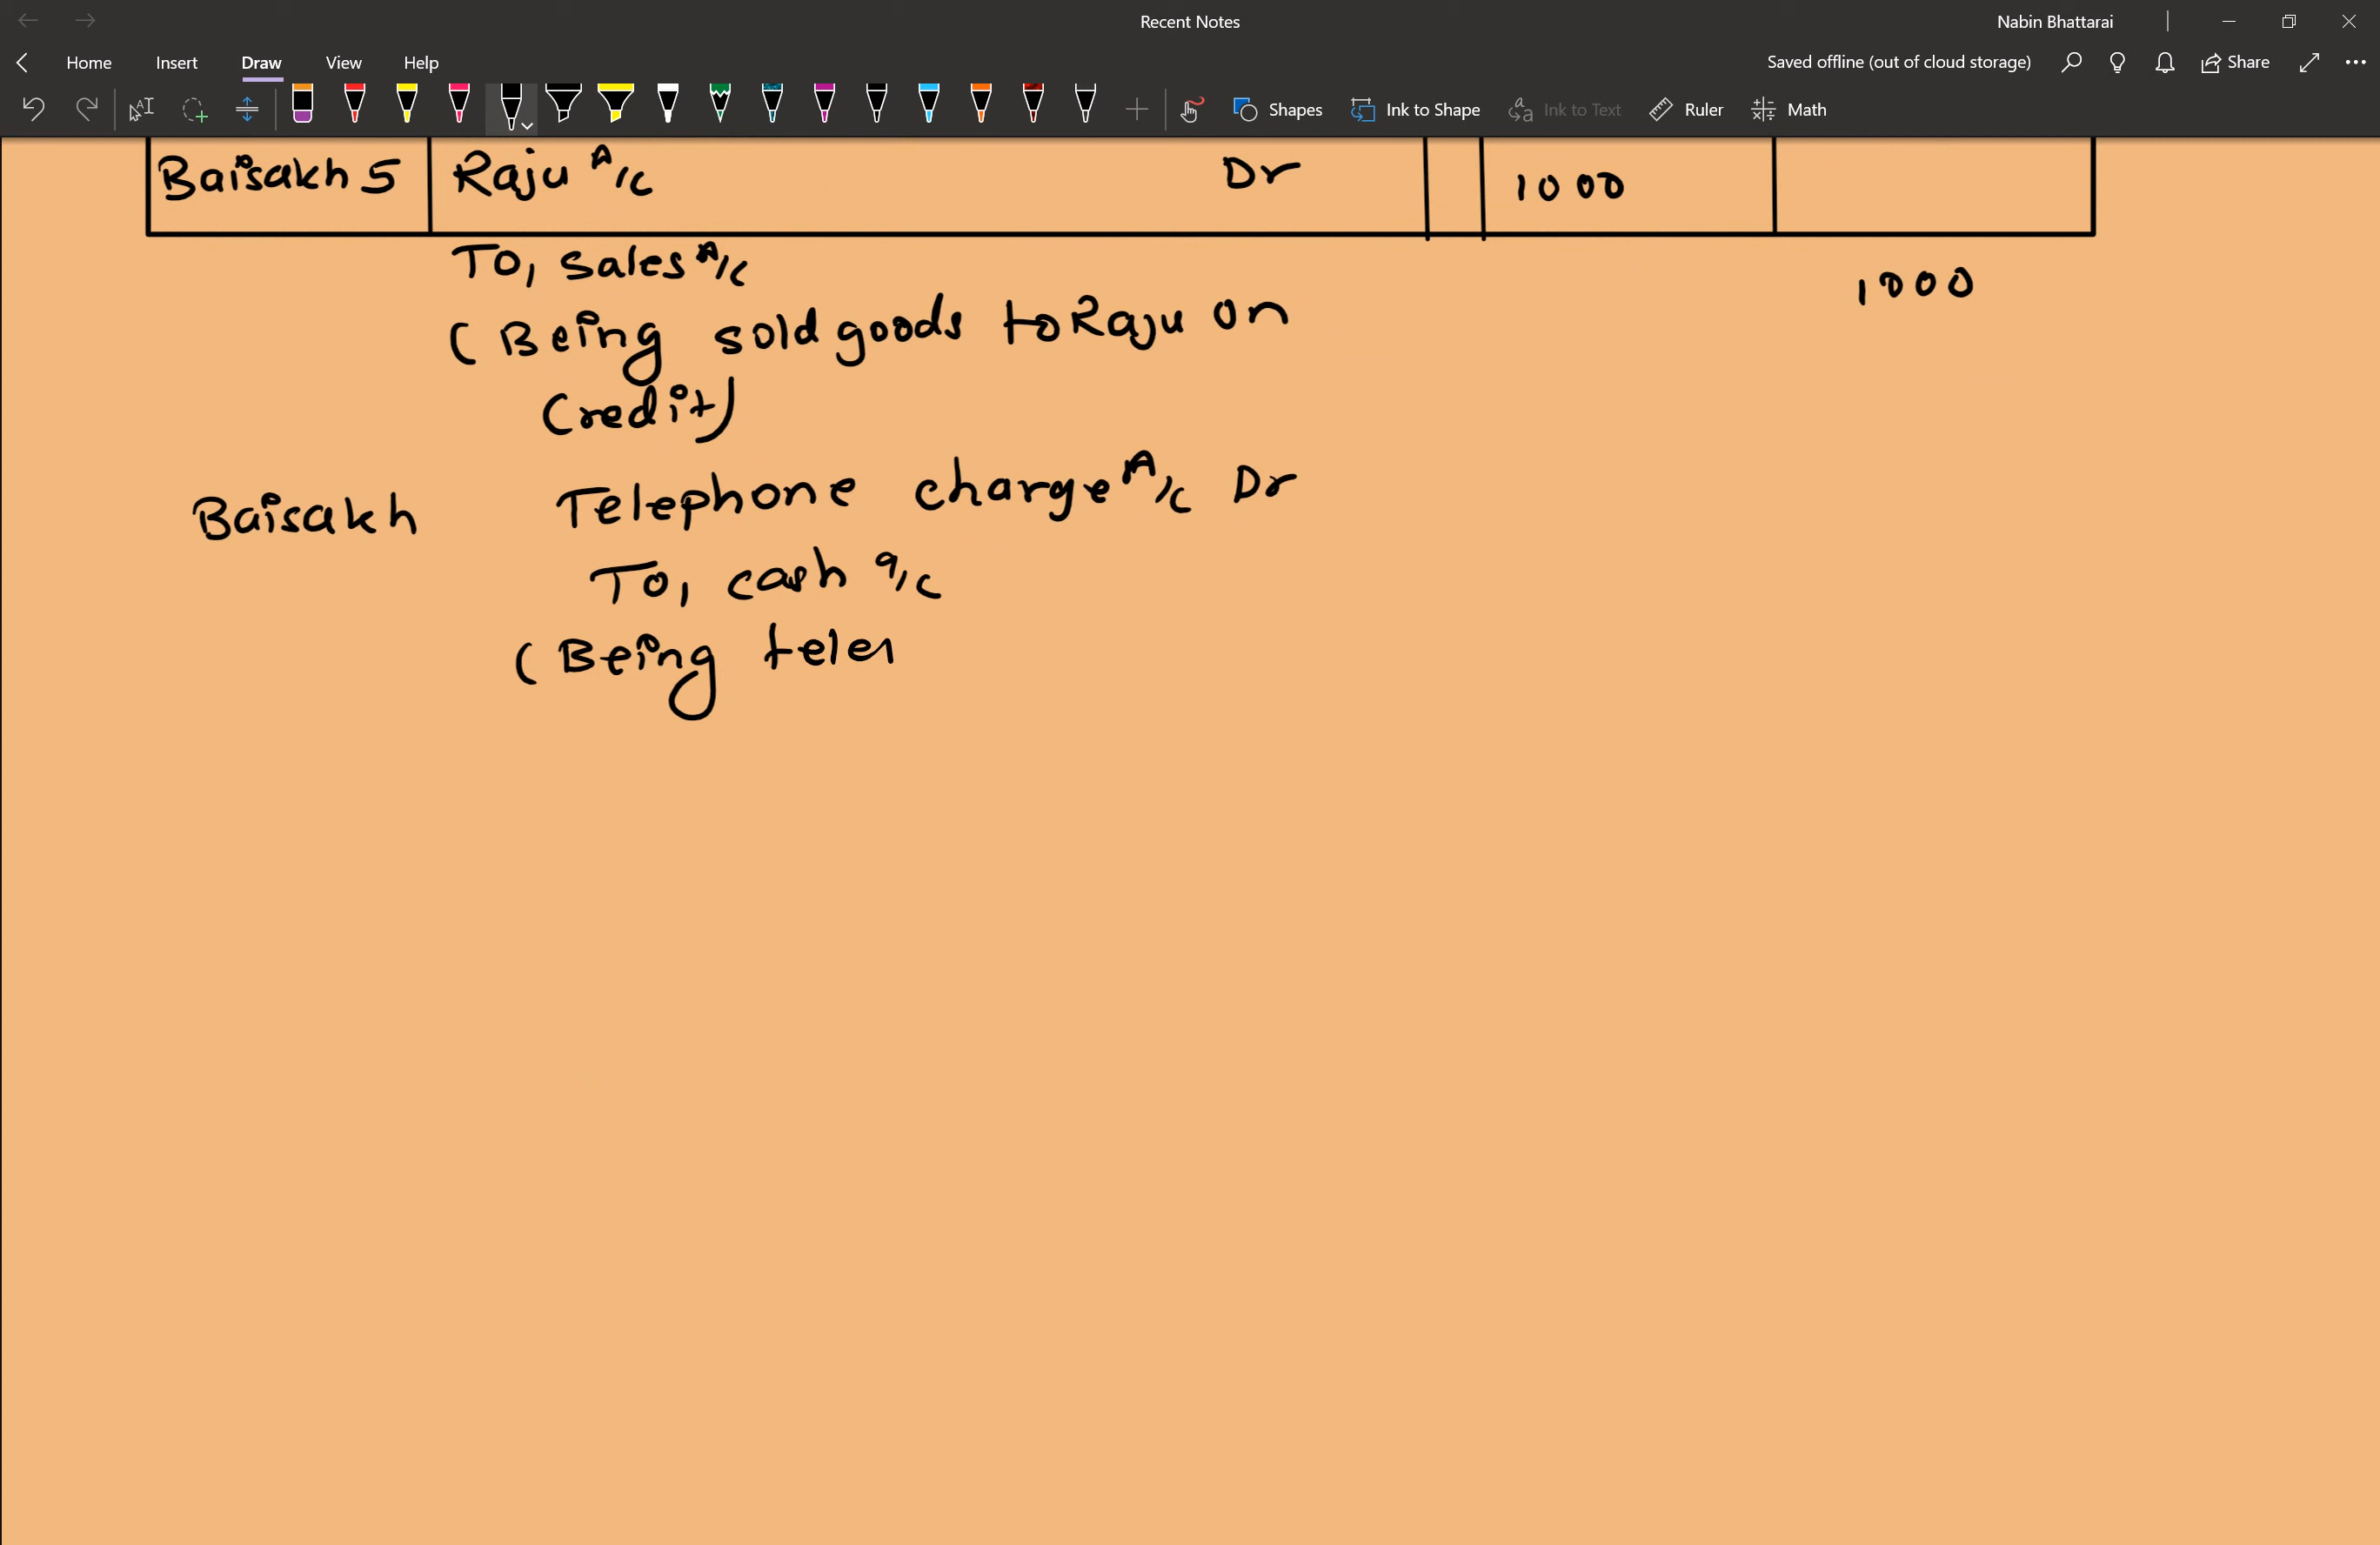 Recent Notes
Nabin Bhattarai
Home Insert Draw View Help
Saved offline (out of cloud storage)
Share
Shapes
Ink to Shape
Ink to Text
Ruler
Math
Baisakh 5 Raju A/c Dr 1000
To, sales A/c
1000
(Being sold goods to Raju on
Credit)
Baisakh Telephone charge A/c Dr
To, cash a/c
(Being